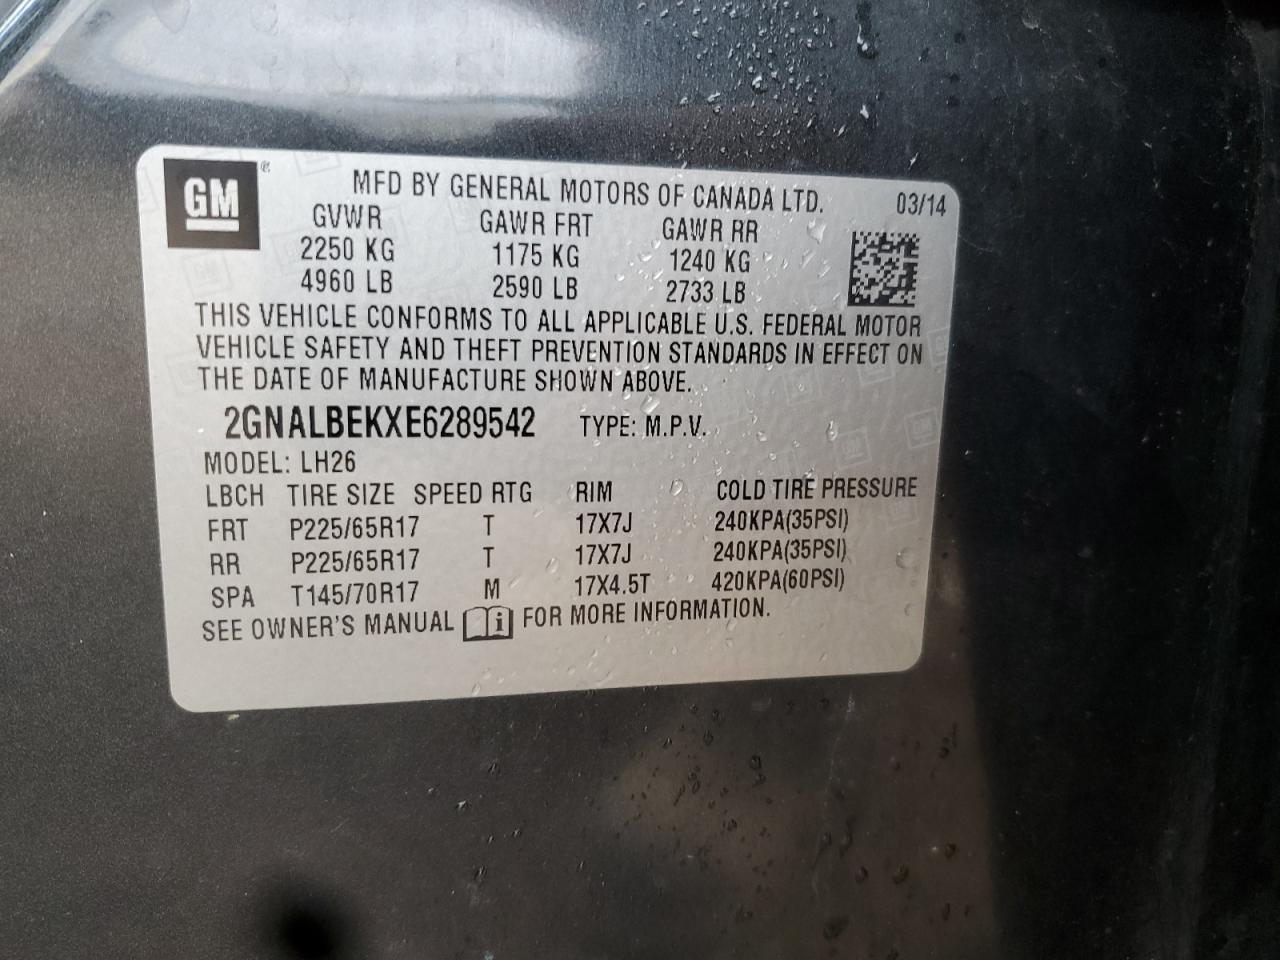 GM ®
MFD BY GENERAL MOTORS OF CANADA LTD. 03/14
GVWR GAWR FRT GAWR RR
2250 KG 1175 KG 1240 KG
4960 LB 2590 LB 2733 LB
THIS VEHICLE CONFORMS TO ALL APPLICABLE U.S. FEDERAL MOTOR
VEHICLE SAFETY AND THEFT PREVENTION STANDARDS IN EFFECT ON
THE DATE OF MANUFACTURE SHOWN ABOVE.
2GNALBEKXE6289542 TYPE: M.P.V.
MODEL: LH26
LBCH TIRE SIZE SPEED RTG RIM COLD TIRE PRESSURE
FRT P225/65R17 T 17X7J 240KPA(35PSI)
RR P225/65R17 T 17X7J 240KPA(35PSI)
SPA T145/70R17 M 17X4.5T 420KPA(60PSI)
SEE OWNER'S MANUAL i FOR MORE INFORMATION.